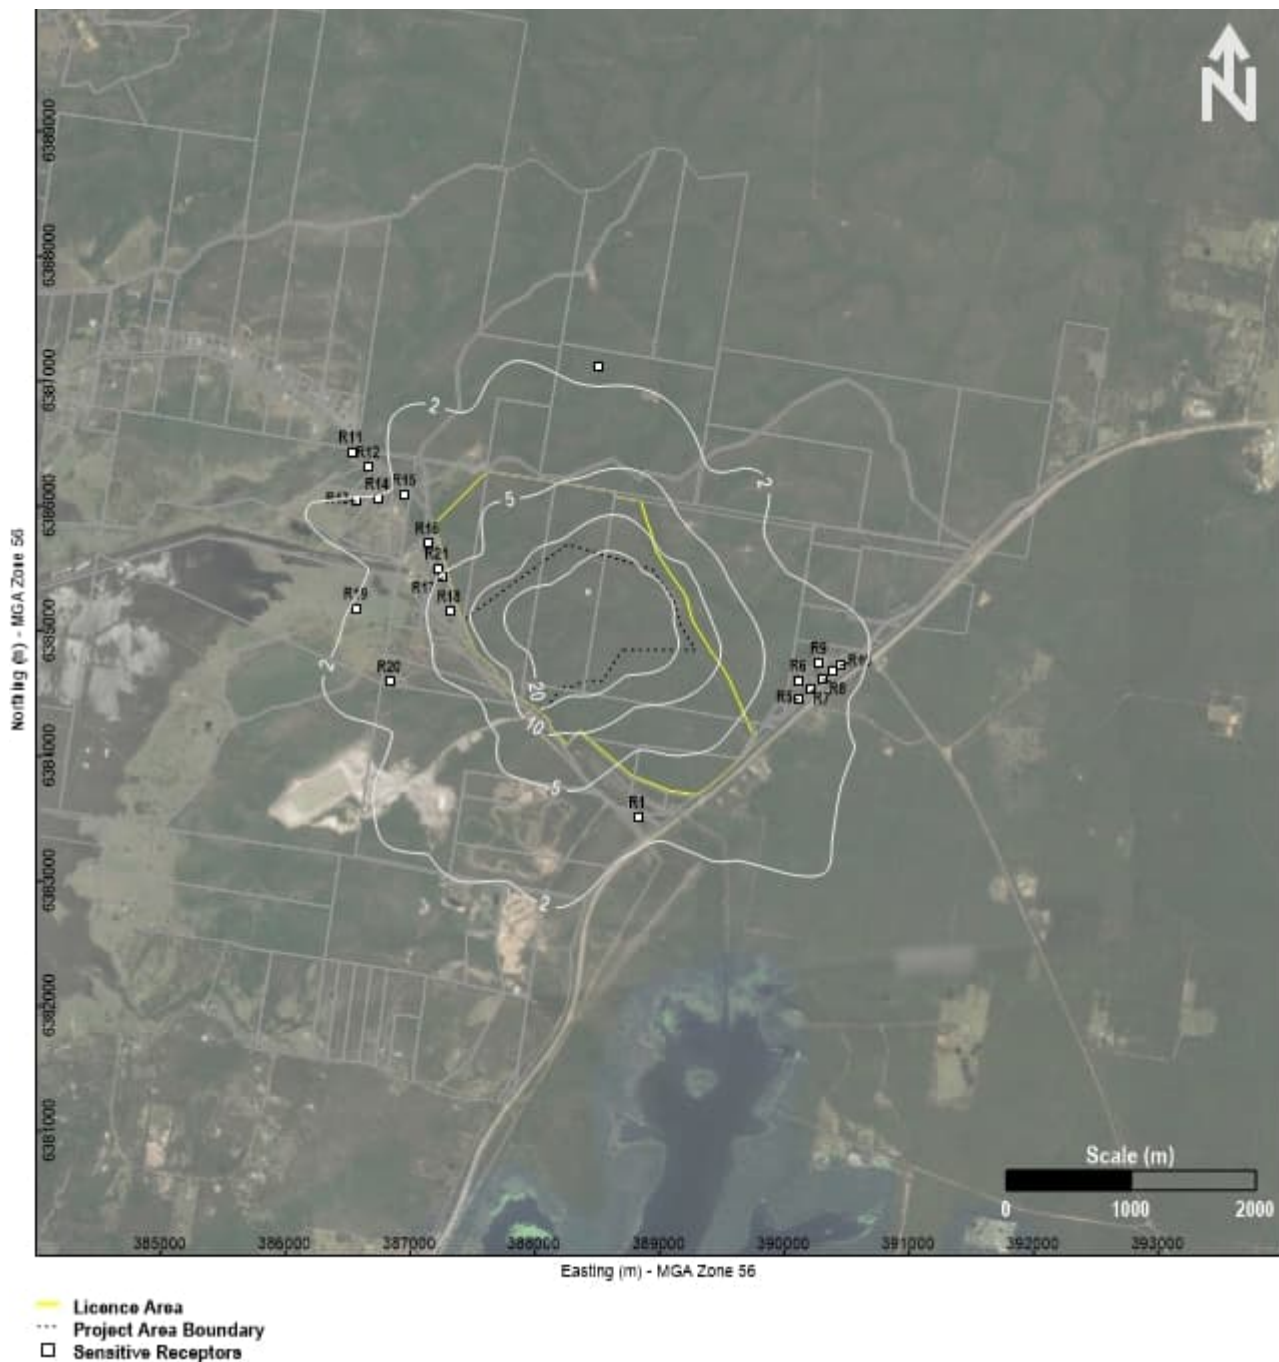 N
6389000
6388000
6387000
6386000
6385000
6384000
6383000
6382000
6381000
Northing (m) - MGA Zone 56
2
2
R11
R12
R13
R14
R15
5
R16
R21
R17
R18
R19
2
R20
20
10
5
R9
R6
R8
R5
R7
R1
2
Scale (m)
0 1000 2000
385000 386000 387000 388000 389000 390000 391000 392000 393000
Easting (m) - MGA Zone 56
Licence Area
Project Area Boundary
Sensitive Receptors